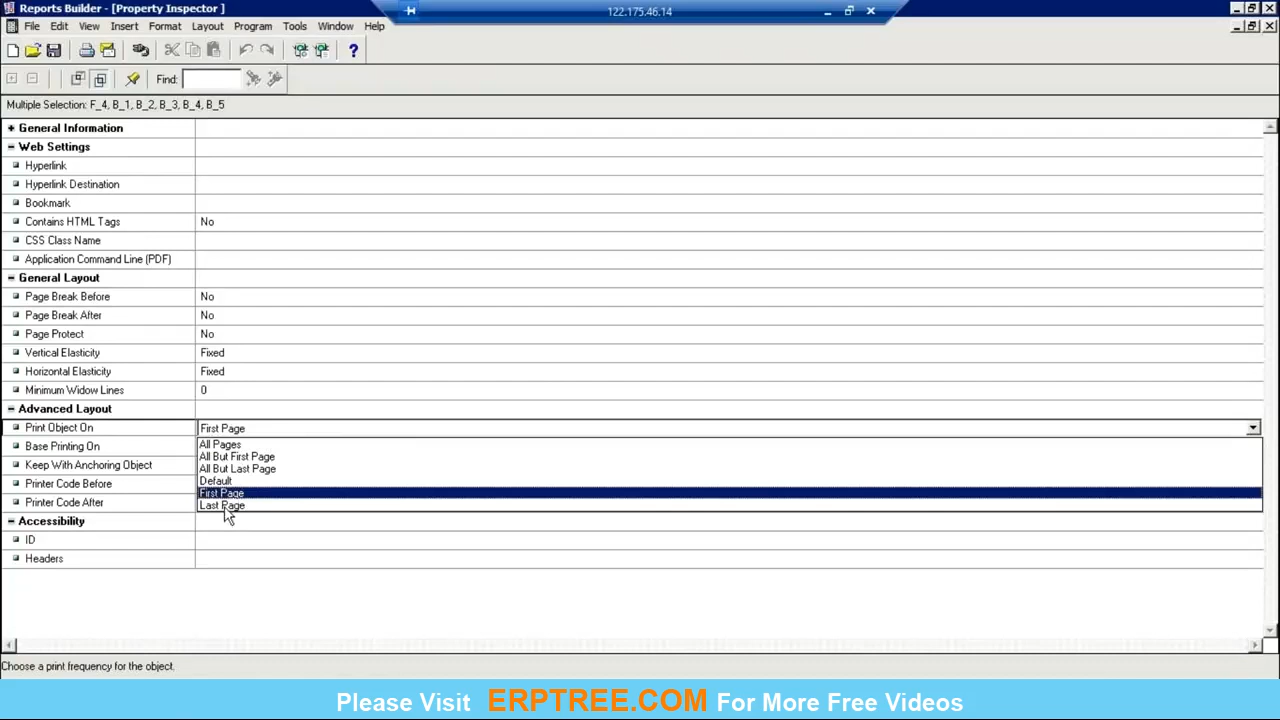 Reports Builder - [Property Inspector ]
122.175.46.14
File Edit View Insert Format Layout Program Tools Window Help
Find:
Multiple Selection: F_4, B_1, B_2, B_3, B_4, B_5
General Information
Web Settings
Hyperlink
Hyperlink Destination
Bookmark
Contains HTML Tags No
CSS Class Name
Application Command Line (PDF)
General Layout
Page Break Before No
Page Break After No
Page Protect No
Vertical Elasticity Fixed
Horizontal Elasticity Fixed
Minimum Widow Lines 0
Advanced Layout
Print Object On First Page
All Pages
Base Printing On
All But First Page
Keep With Anchoring Object
All But Last Page
Printer Code Before
Default
First Page
Printer Code After
Last Page
Accessibility
ID
Headers
Choose a print frequency for the object.
Please Visit ERPTREE.COM For More Free Videos